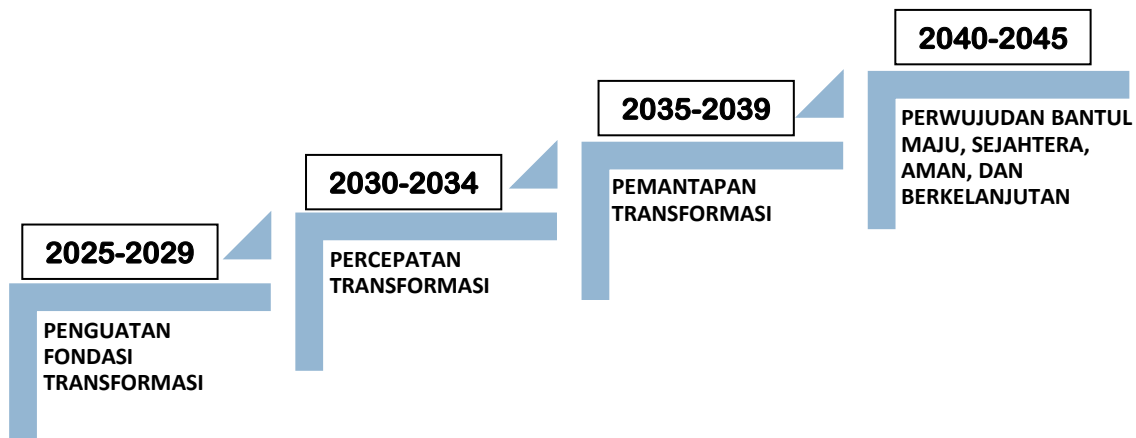 2025-2029
PENGUATAN
FONDASI
TRANSFORMASI
2030-2034
PERCEPATAN
TRANSFORMASI
2035-2039
PEMANTAPAN
TRANSFORMASI
2040-2045
PERWUJUDAN BANTUL
MAJU, SEJAHTERA,
AMAN, DAN
BERKELANJUTAN